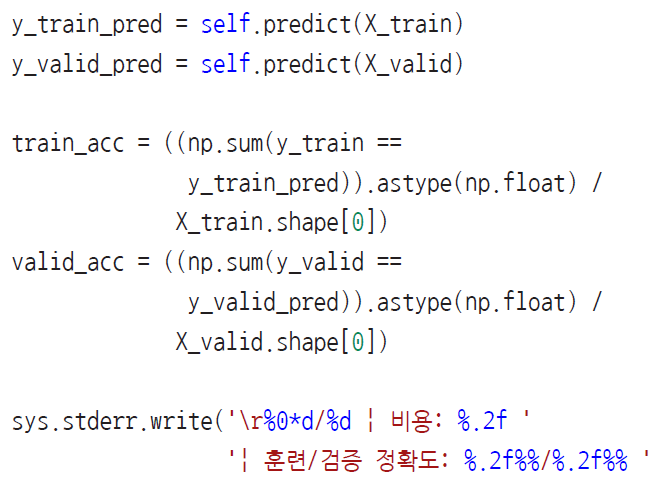 y_train_pred = self.predict(X_train)
y_valid_pred = self.predict(X_valid)
train_acc = ((np.sum(y_train ==
y_train_pred)).astype(np.float) /
X_train.shape[0])
valid_acc = ((np.sum(y_valid ==
y_valid_pred)).astype(np.float) /
X_valid.shape[0])
sys.stderr.write('\r%0*d/%d | 비용: %.2f '
'| 훈련/검증 정확도: %.2f%%/%.2f%% '